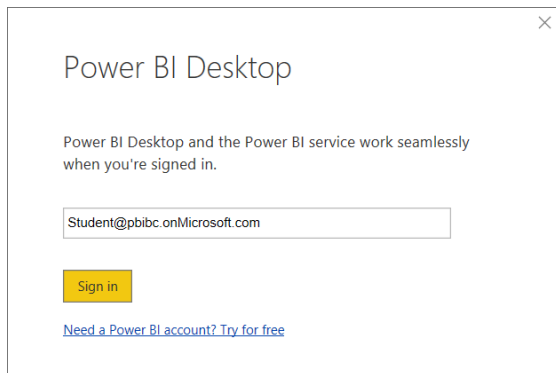 Power BI Desktop
Power BI Desktop and the Power BI service work seamlessly
when you're signed in.
Student@pbibc.onMicrosoft.com
Sign in
Need a Power BI account? Try for free